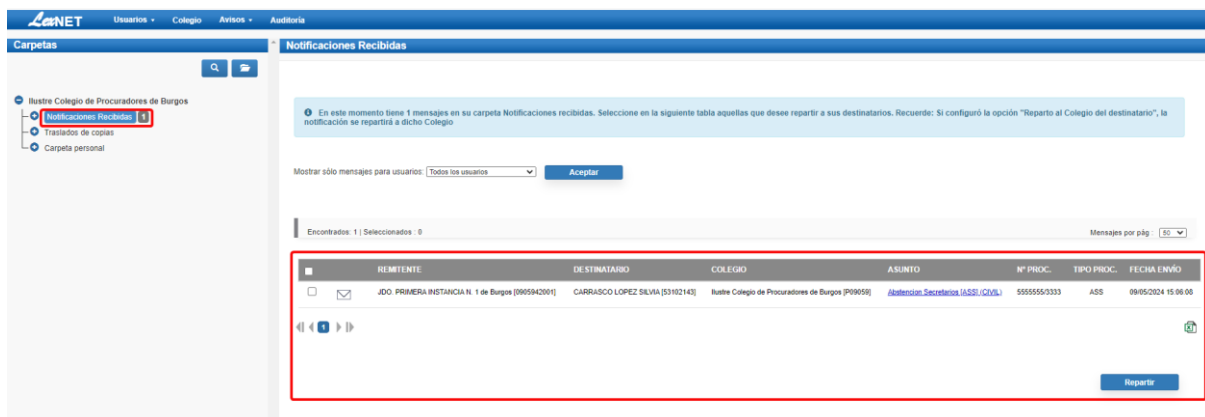 LexNET Usuarios Colegio Avisos Auditoría
Carpetas
Ilustre Colegio de Procuradores de Burgos
Notificaciones Recibidas 1
Traslados de copias
Carpeta personal
Notificaciones Recibidas
En este momento tiene 1 mensajes en su carpeta Notificaciones recibidas. Seleccione en la siguiente tabla aquellas que desee repartir a sus destinatarios. Recuerde: Si configuró la opción "Reparto al Colegio del destinatario", la
notificación se repartirá a dicho Colegio
Mostrar sólo mensajes para usuarios: Todos los usuarios Aceptar
Encontrados: 1 | Seleccionados : 0 Mensajes por pág : 50
REMITENTE DESTINATARIO COLEGIO ASUNTO Nº PROC. TIPO PROC. FECHA ENVÍO
JDO. PRIMERA INSTANCIA N. 1 de Burgos [0905942001] CARRASCO LOPEZ SILVIA [53102143] Ilustre Colegio de Procuradores de Burgos [P09059] Abstencion Secretarios [ASS] (CIVIL) 5555555/3333 ASS 09/05/2024 15:06:08
1
Repartir